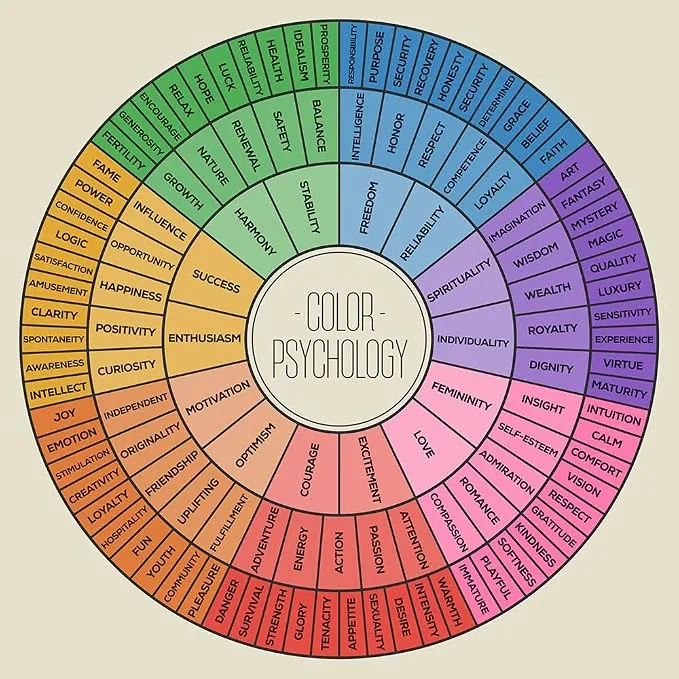 - COLOR -
PSYCHOLOGY
FREEDOM
RELIABILITY
SPIRITUALITY
INDIVIDUALITY
FEMININITY
LOVE
EXCITEMENT
COURAGE
OPTIMISM
MOTIVATION
ENTHUSIASM
SUCCESS
HARMONY
STABILITY
INTELLIGENCE
HONOR
RESPECT
COMPETENCE
LOYALTY
IMAGINATION
WISDOM
WEALTH
ROYALTY
DIGNITY
INSIGHT
SELF-ESTEEM
ADMIRATION
ROMANCE
COMPASSION
ATTENTION
PASSION
ACTION
ENERGY
ADVENTURE
FULFILLMENT
UPLIFTING
FRIENDSHIP
ORIGINALITY
INDEPENDENT
CURIOSITY
POSITIVITY
HAPPINESS
OPPORTUNITY
INFLUENCE
GROWTH
NATURE
RENEWAL
SAFETY
BALANCE
RESPONSIBILITY
PURPOSE
SECURITY
RECOVERY
HONESTY
SECURITY
DETERMINED
GRACE
BELIEF
FAITH
ART
FANTASY
MYSTERY
MAGIC
QUALITY
LUXURY
SENSITIVITY
EXPERIENCE
VIRTUE
MATURITY
INTUITION
CALM
COMFORT
VISION
RESPECT
GRATITUDE
KINDNESS
SOFTNESS
PLAYFUL
IMMATURE
WARMTH
INTENSITY
DESIRE
SEXUALITY
APPETITE
TENACITY
GLORY
STRENGTH
SURVIVAL
DANGER
PLEASURE
COMMUNITY
YOUTH
FUN
HOSPITALITY
LOYALTY
CREATIVITY
STIMULATION
EMOTION
JOY
INTELLECT
AWARENESS
SPONTANEITY
CLARITY
AMUSEMENT
SATISFACTION
LOGIC
CONFIDENCE
POWER
FAME
FERTILITY
GENEROSITY
ENCOURAGE
RELAX
HOPE
LUCK
RELIABILITY
HEALTH
IDEALISM
PROSPERITY